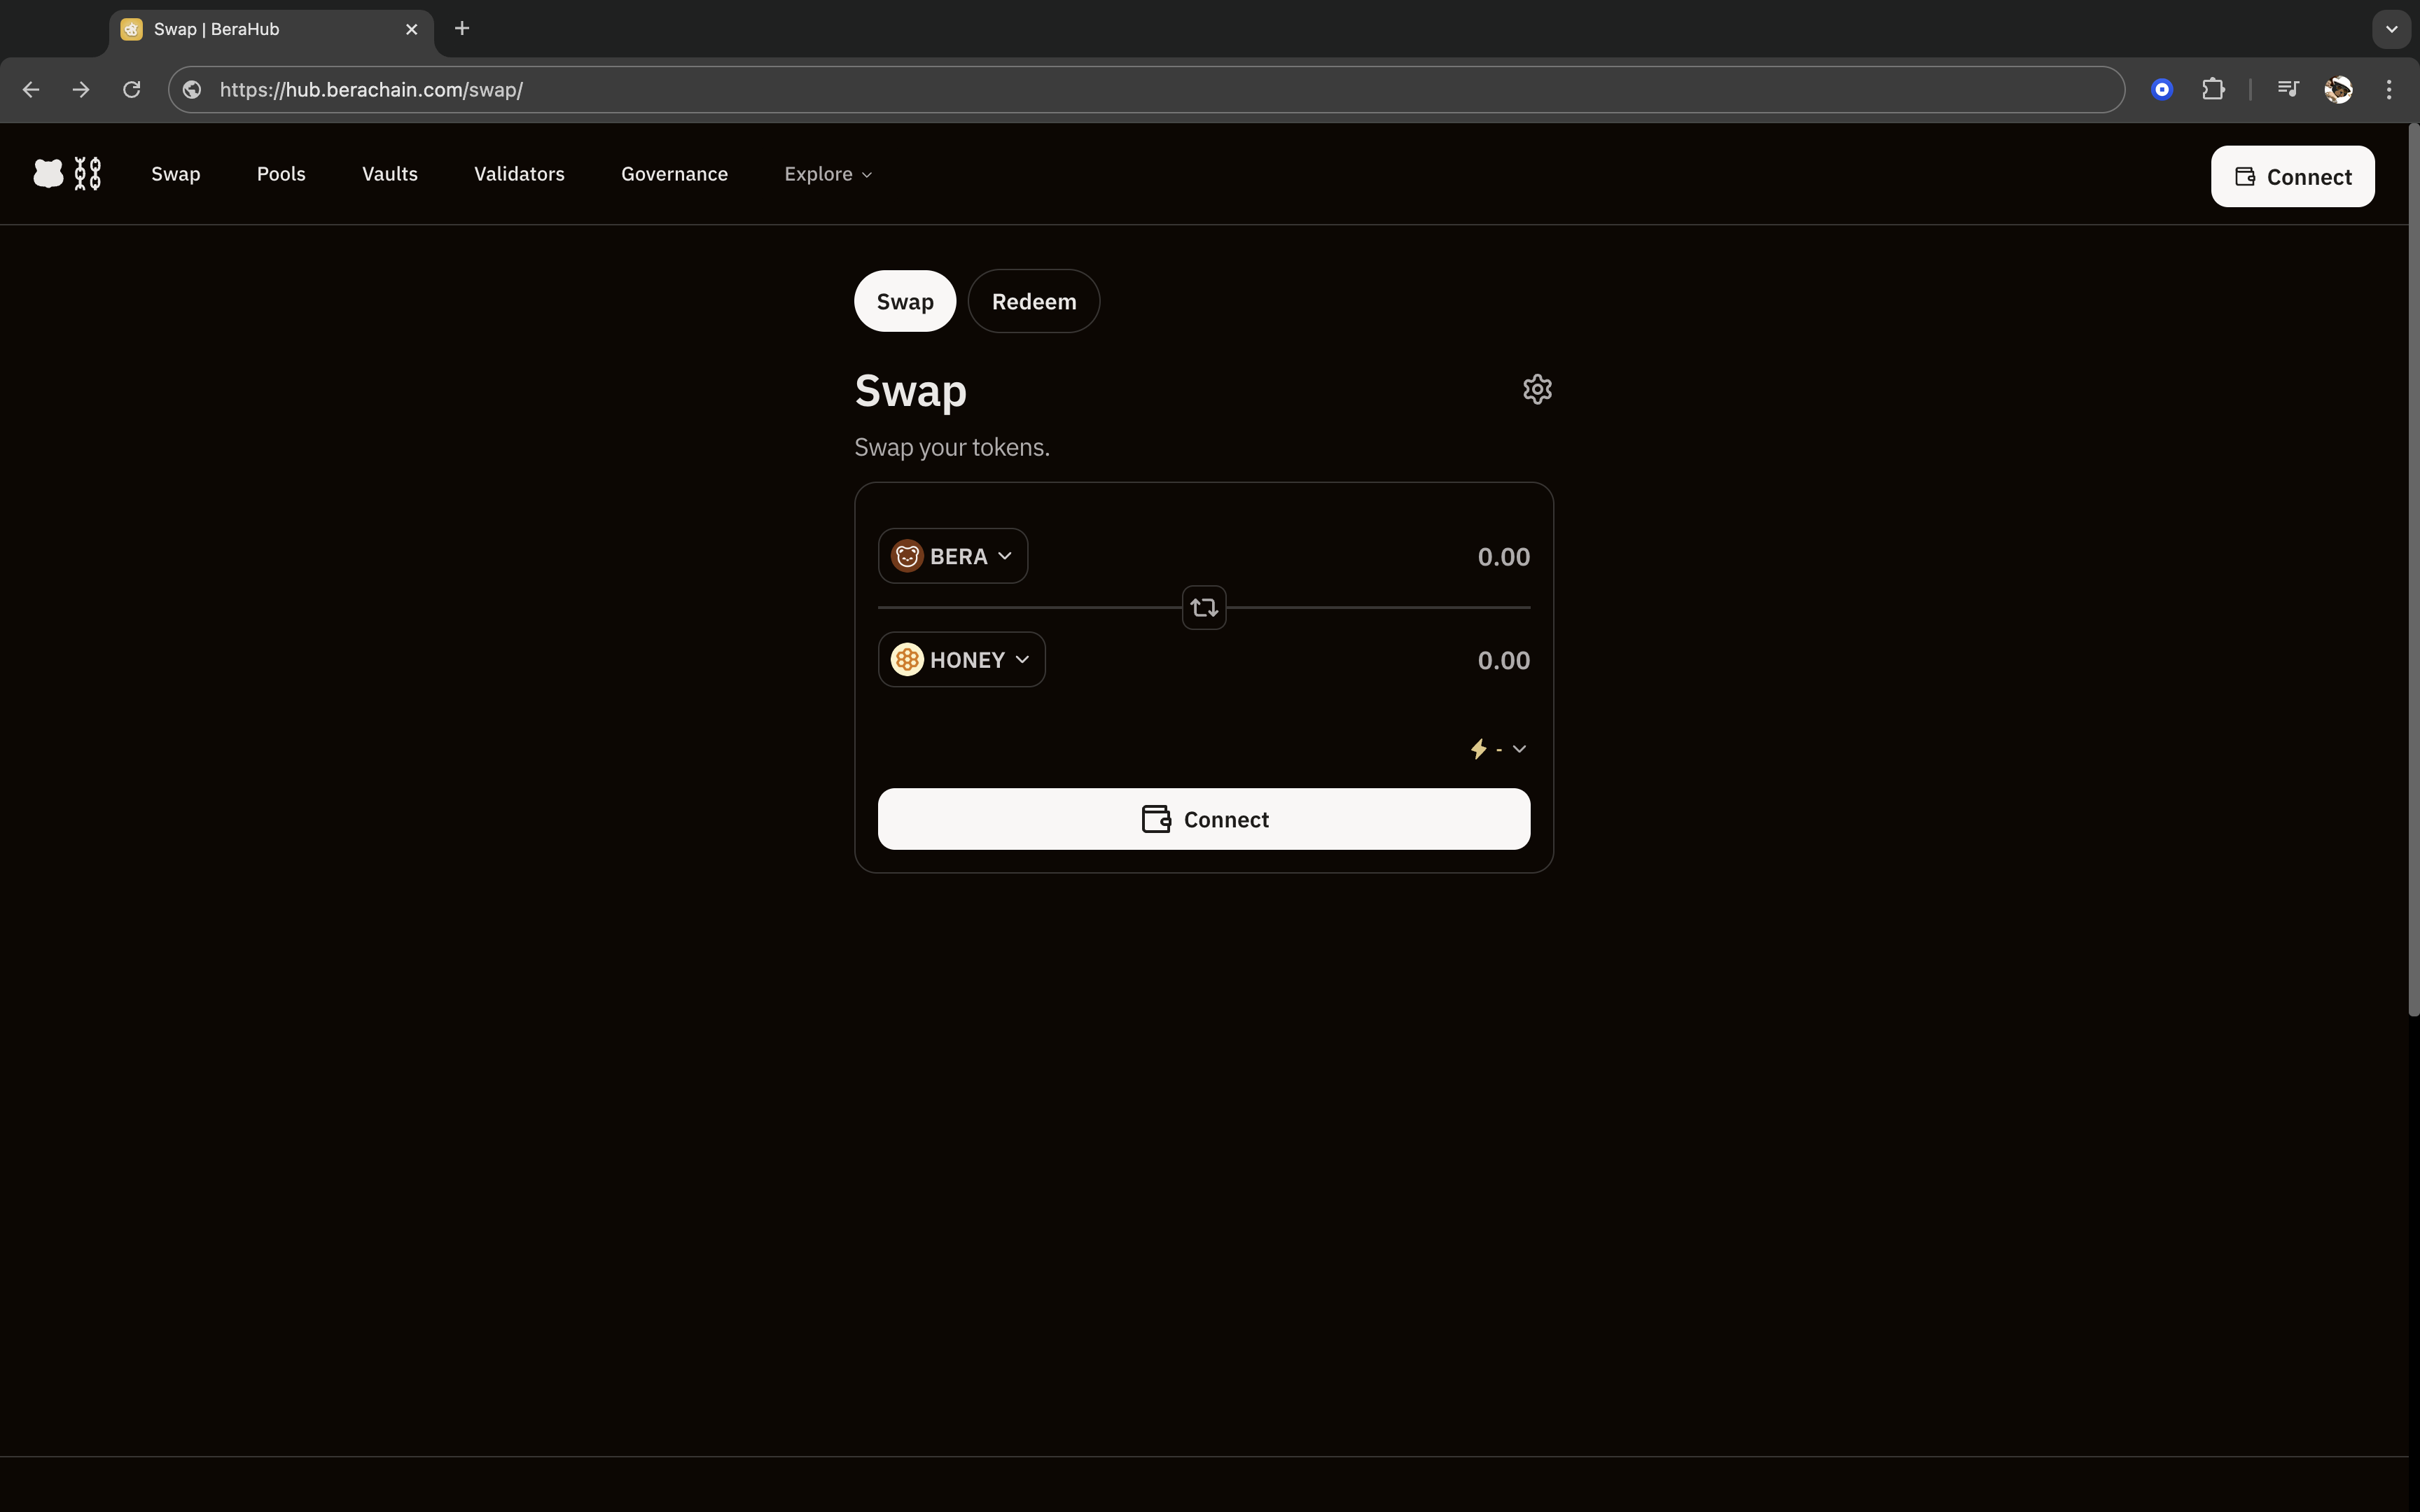 Swap | BeraHub
https://hub.berachain.com/swap/
Swap Pools Vaults Validators Governance Explore Connect
Swap Redeem
Swap
Swap your tokens.
BERA 0.00
HONEY 0.00
-
Connect